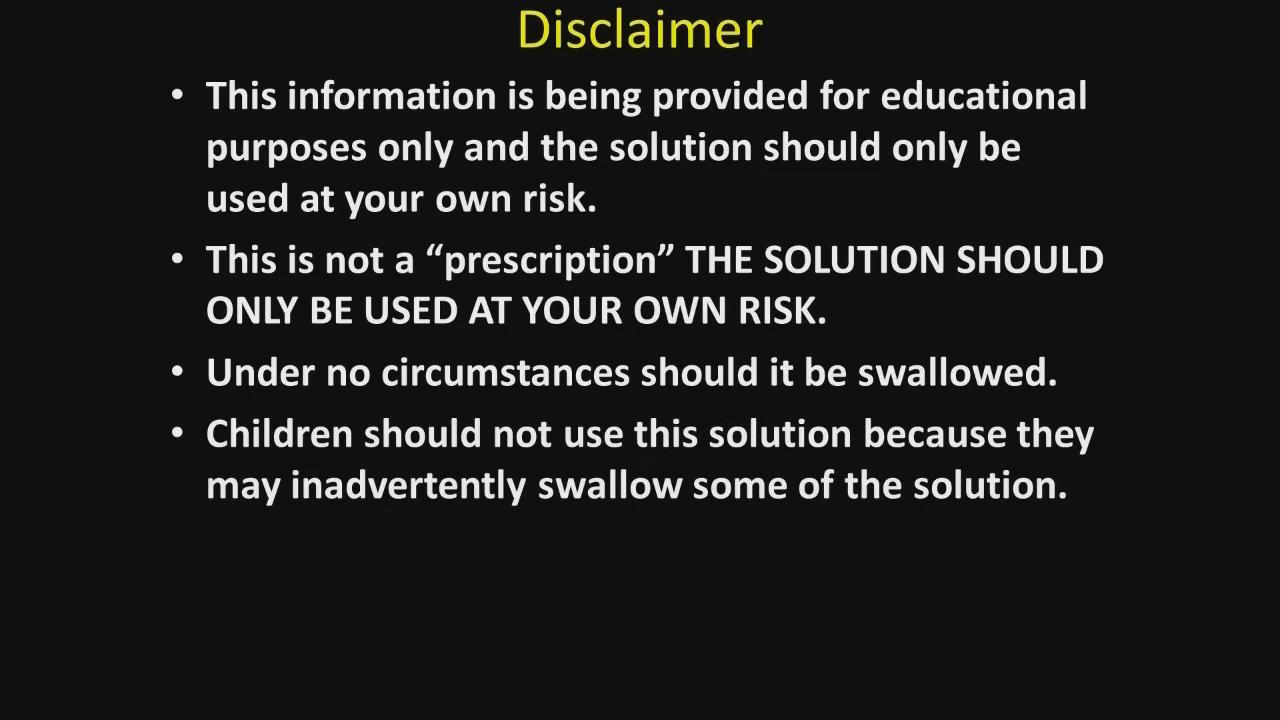 Disclaimer
• This information is being provided for educational
purposes only and the solution should only be
used at your own risk.
• This is not a “prescription” THE SOLUTION SHOULD
ONLY BE USED AT YOUR OWN RISK.
• Under no circumstances should it be swallowed.
• Children should not use this solution because they
may inadvertently swallow some of the solution.